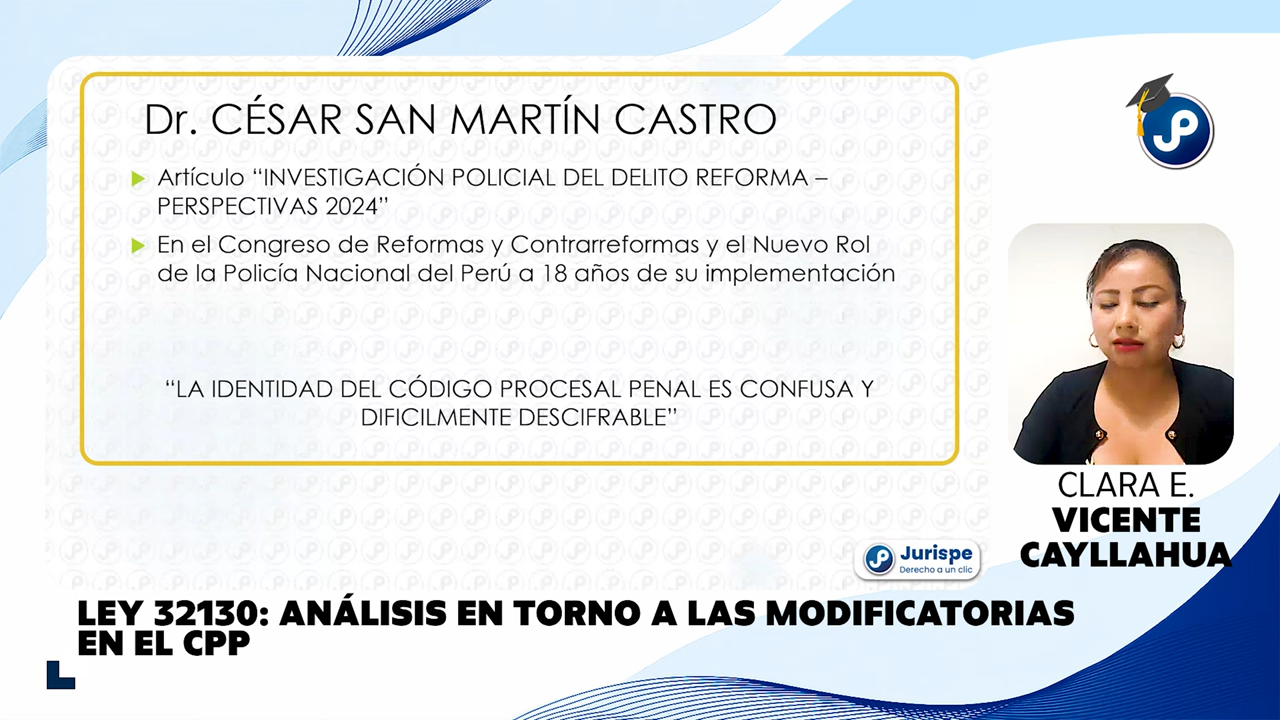 Dr. CÉSAR SAN MARTÍN CASTRO
Artículo “INVESTIGACIÓN POLICIAL DEL DELITO REFORMA –
PERSPECTIVAS 2024”
En el Congreso de Reformas y Contrarreformas y el Nuevo Rol
de la Policía Nacional del Perú a 18 años de su implementación
“LA IDENTIDAD DEL CÓDIGO PROCESAL PENAL ES CONFUSA Y
DIFICILMENTE DESCIFRABLE”
JP
CLARA E.
VICENTE
CAYLLAHUA
JP
Jurispe
Derecho a un clic
LEY 32130: ANÁLISIS EN TORNO A LAS MODIFICATORIAS
EN EL CPP